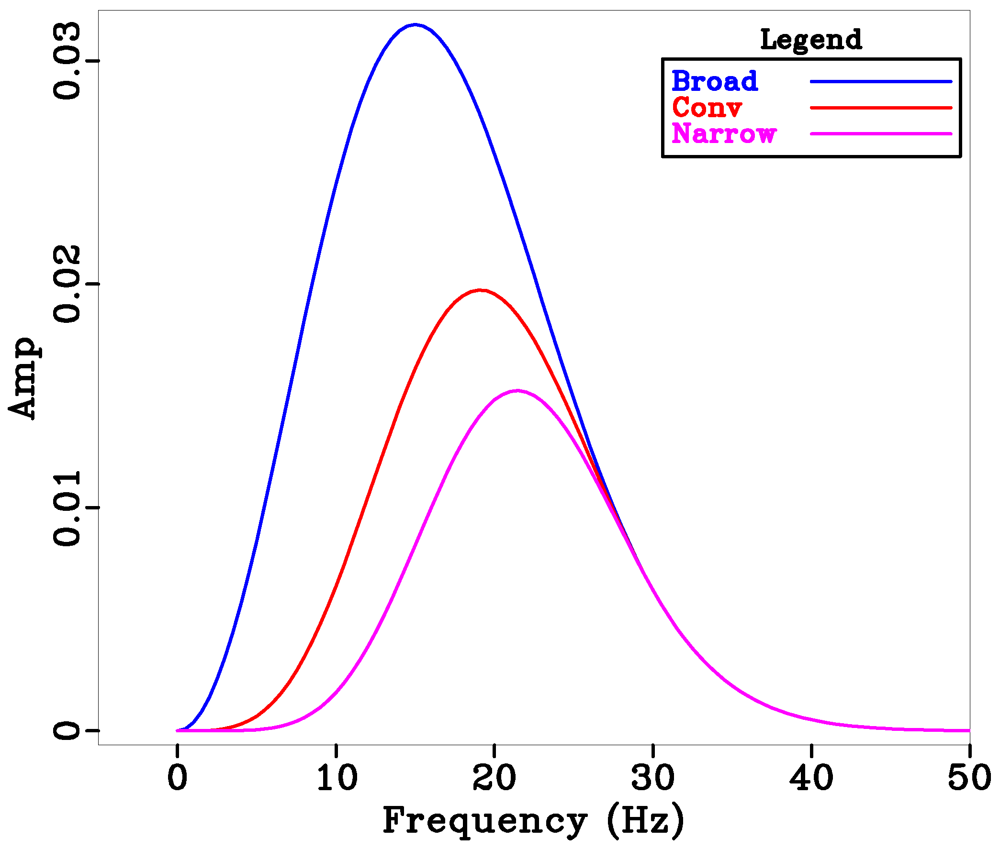 Legend
Broad
Conv
Narrow
Amp
0.03
0.02
0.01
0
0 10 20 30 40 50
Frequency (Hz)